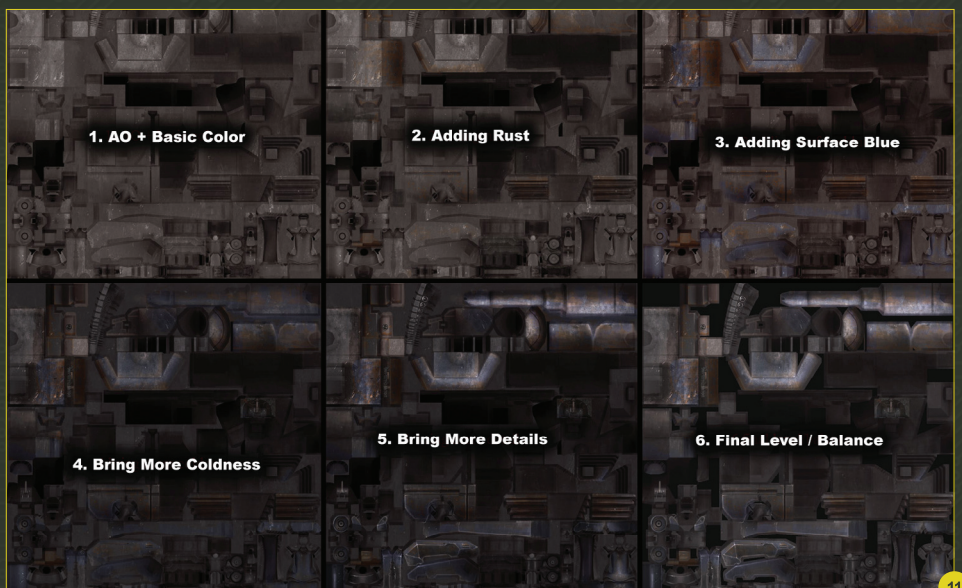 1. AO + Basic Color
2. Adding Rust
3. Adding Surface Blue
4. Bring More Coldness
5. Bring More Details
6. Final Level / Balance
11